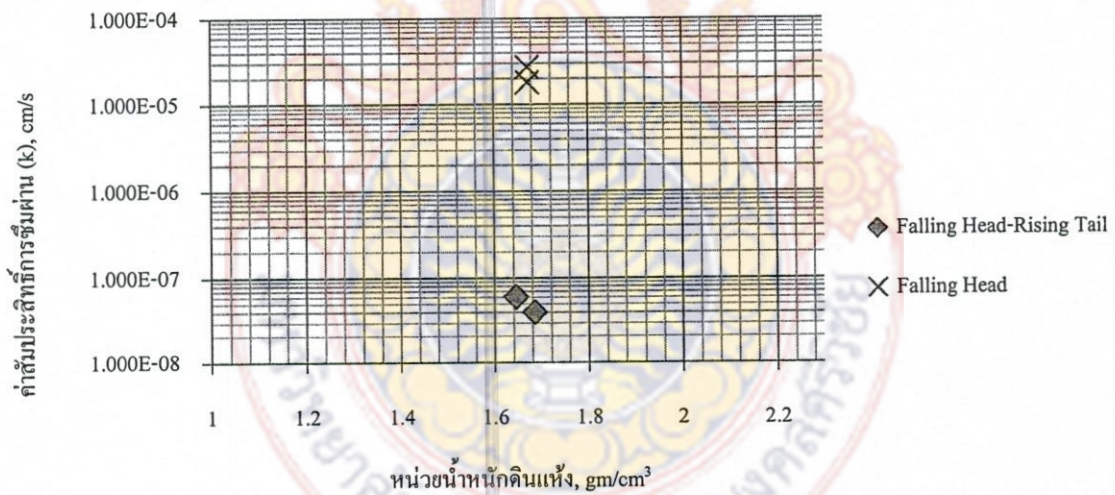 1.000E-04
1.000E-05
1.000E-06
1.000E-07
1.000E-08
ค่าสัมประสิทธิ์การซึมผ่าน (k), cm/s
1 1.2 1.4 1.6 1.8 2 2.2
หน่วยน้ำหนักดินแห้ง, gm/cm³
Falling Head-Rising Tail
Falling Head